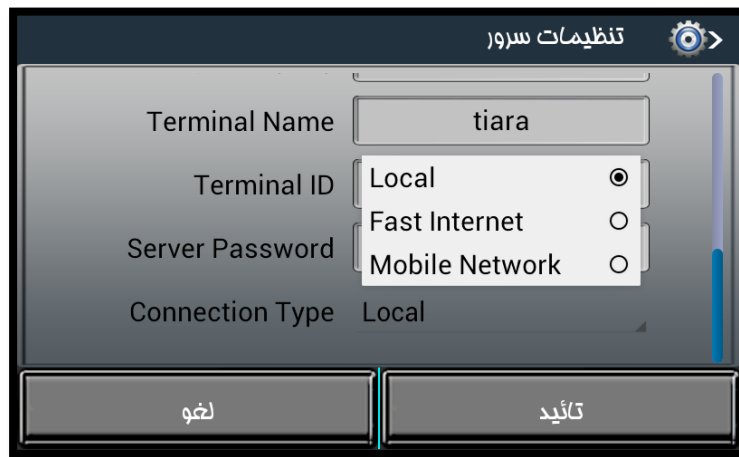 تنظیمات سرور
Terminal Name
tiara
Terminal ID
Server Password
Local
Fast Internet
Mobile Network
Connection Type
Local
تائید
لغو